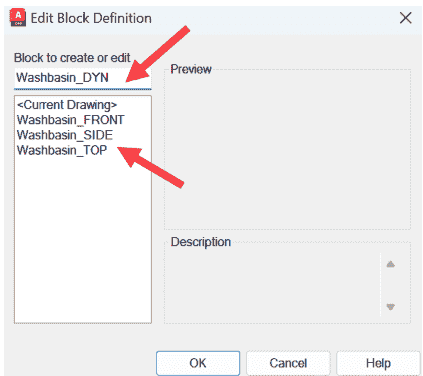 Edit Block Definition
Block to create or edit
Washbasin_DYN
<Current Drawing>
Washbasin_FRONT
Washbasin_SIDE
Washbasin_TOP
Preview
Description
OK
Cancel
Help